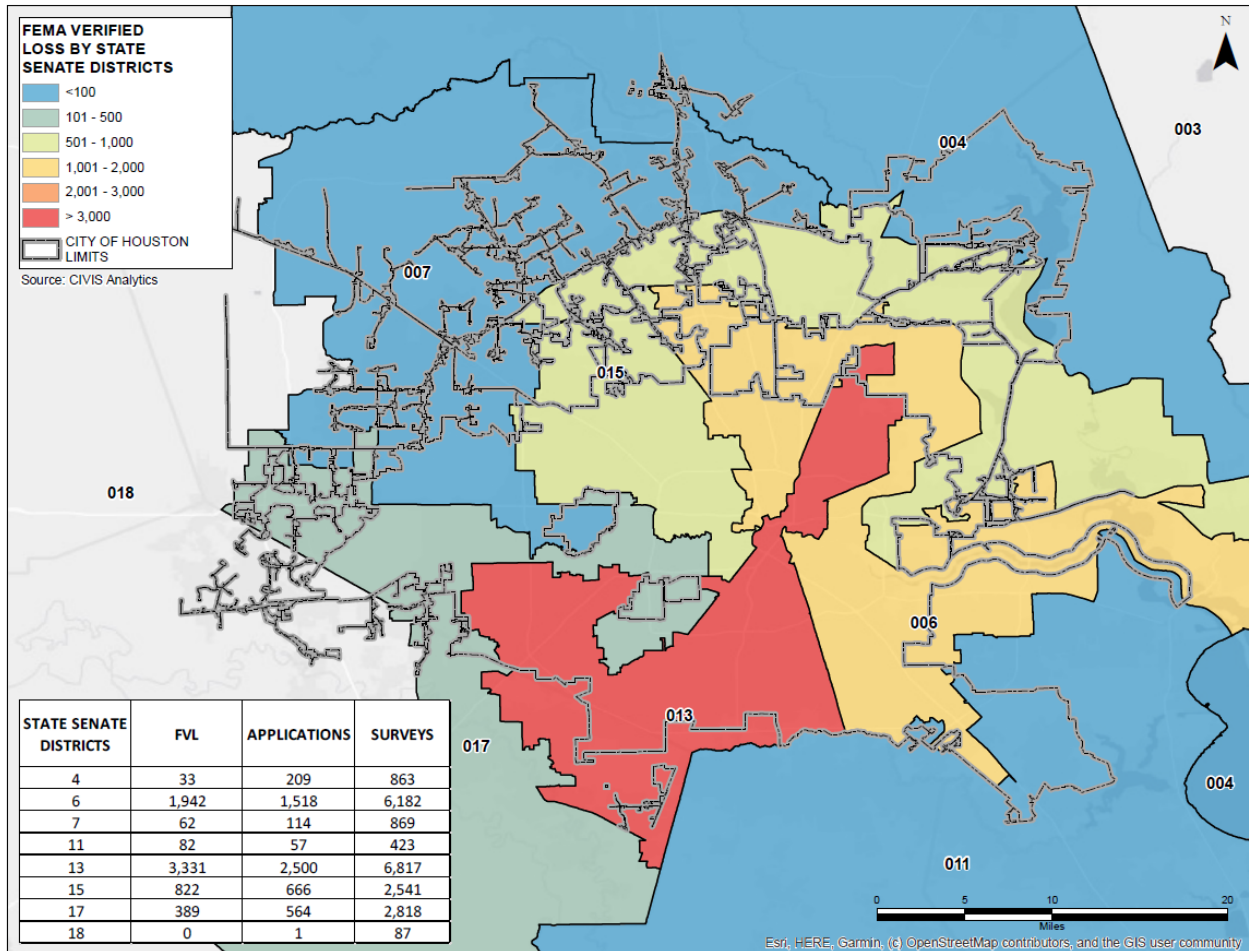 FEMA VERIFIED
LOSS BY STATE
SENATE DISTRICTS
<100
101 - 500
501 - 1,000
1,001 - 2,000
2,001 - 3,000
> 3,000
CITY OF HOUSTON
LIMITS
Source: CIVIS Analytics
N
003
004
007
015
018
006
013
017
004
011
STATE SENATE DISTRICTS FVL APPLICATIONS SURVEYS
4 33 209 863
6 1,942 1,518 6,182
7 62 114 869
11 82 57 423
13 3,331 2,500 6,817
15 822 666 2,541
17 389 564 2,818
18 0 1 87
0 5 10 20
Miles
Esri, HERE, Garmin, (c) OpenStreetMap contributors, and the GIS user community